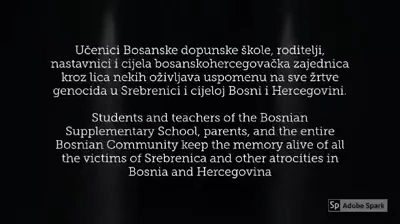 Učenici Bosanske dopunske škole, roditelji,
nastavnici i cijela bosanskohercegovačka zajednica
kroz lica nekih oživljava uspomenu na sve žrtve
genocida u Srebrenici i cijeloj Bosni i Hercegovini.
Students and teachers of the Bosnian
Supplementary School, parents, and the entire
Bosnian Community keep the memory alive of all
the victims of Srebrenica and other atrocities in
Bosnia and Hercegovina
Sp Adobe Spark